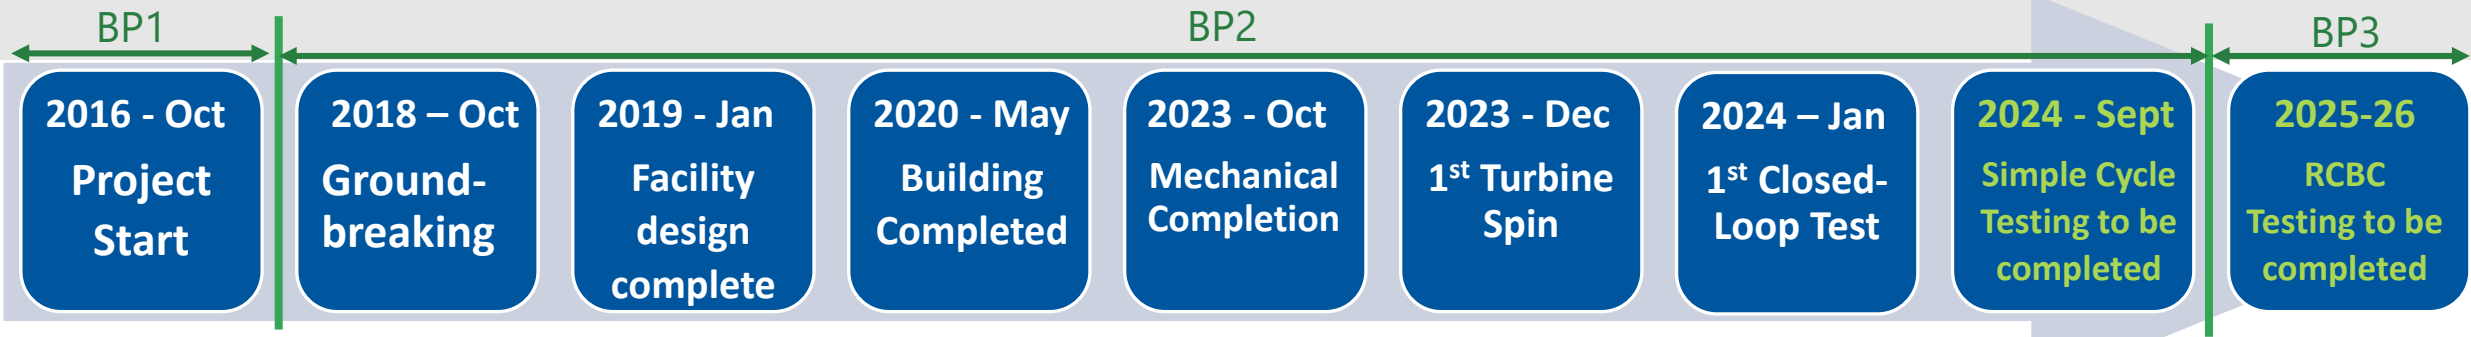 BP1
BP2
BP3
2016 - Oct
Project
Start
2018 – Oct
Ground-
breaking
2019 - Jan
Facility
design
complete
2020 - May
Building
Completed
2023 - Oct
Mechanical
Completion
2023 - Dec
1st Turbine
Spin
2024 – Jan
1st Closed-
Loop Test
2024 - Sept
Simple Cycle
Testing to be
completed
2025-26
RCBC
Testing to be
completed